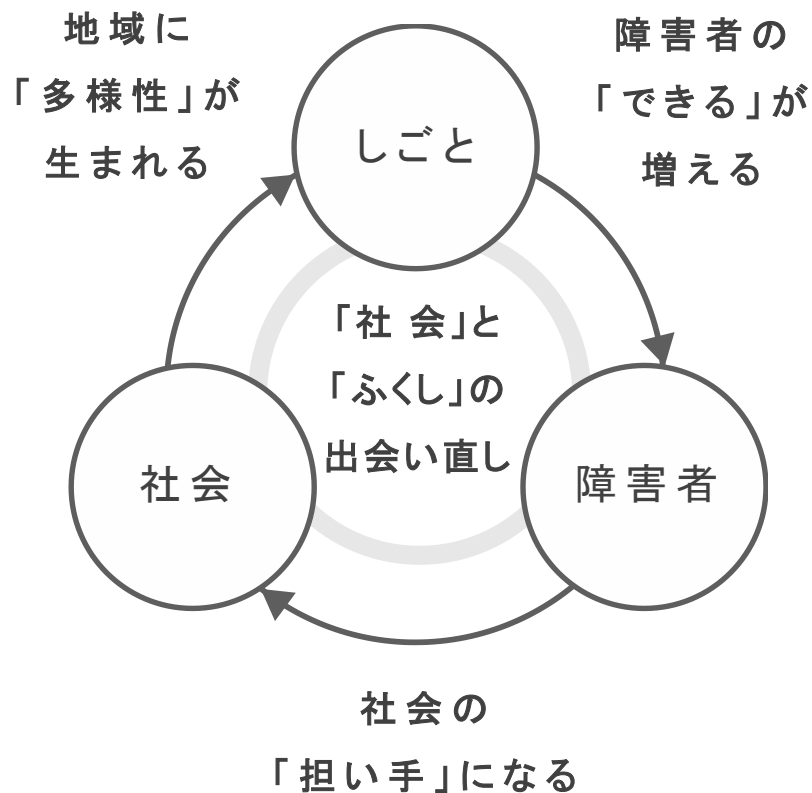 地域に
「多様性」が
生まれる
しごと
障害者の
「できる」が
増える
「社会」と
「ふくし」の
出会い直し
社会
障害者
社会の
「担い手」になる